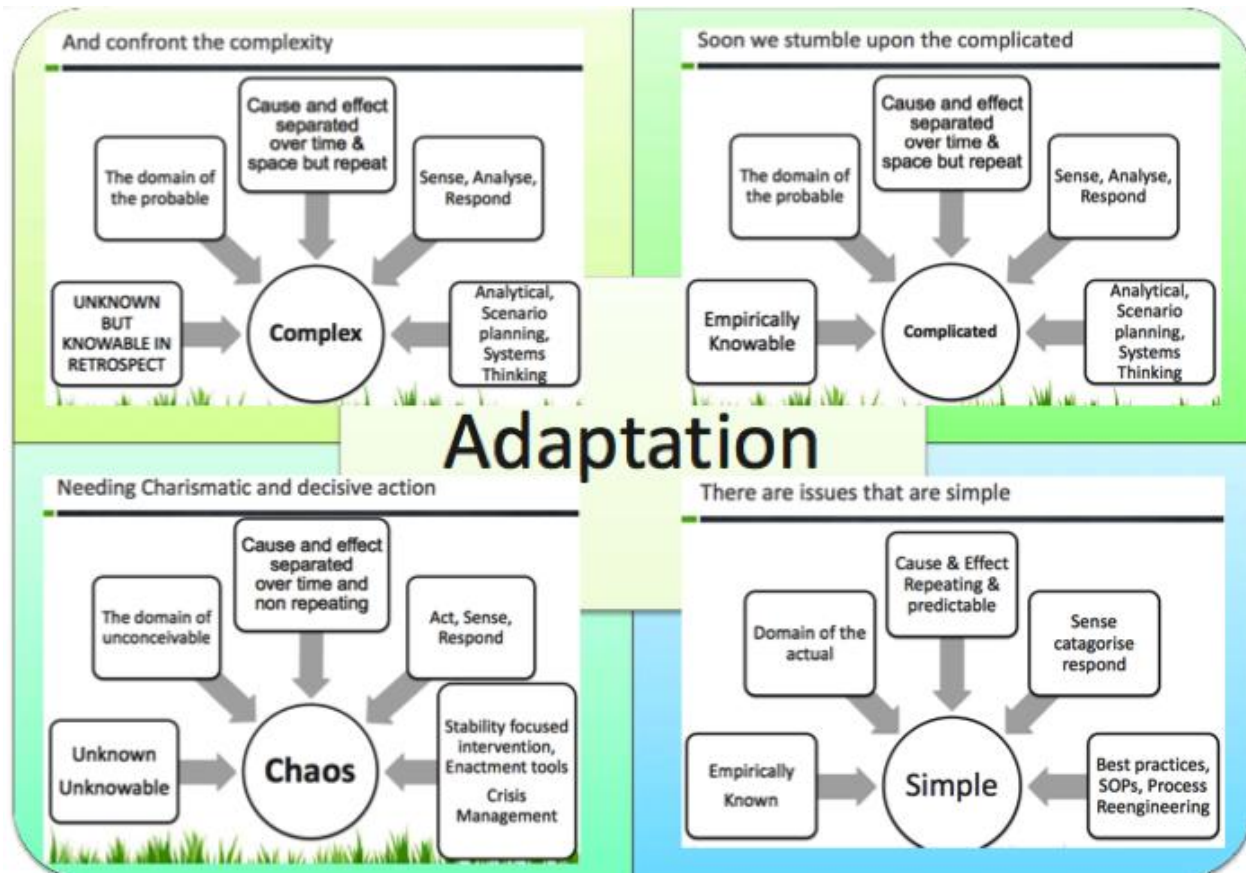 And confront the complexity
Cause and effect
separated
over time &
space but repeat
The domain of
the probable
Sense, Analyse,
Respond
UNKNOWN
BUT
KNOWABLE IN
RETROSPECT
Complex
Analytical,
Scenario
planning,
Systems
Thinking
Soon we stumble upon the complicated
Cause and effect
separated
over time &
space but repeat
The domain of
the probable
Sense, Analyse,
Respond
Empirically
Knowable
Complicated
Analytical,
Scenario
planning,
Systems
Thinking
Adaptation
Needing Charismatic and decisive action
Cause and effect
separated
over time and
non repeating
The domain of
unconceivable
Act, Sense,
Respond
Unknown
Unknowable
Chaos
Stability focused
intervention,
Enactment tools
Crisis
Management
There are issues that are simple
Cause & Effect
Repeating &
predictable
Domain of the
actual
Sense
catagorise
respond
Empirically
Known
Simple
Best practices,
SOPs, Process
Reengineering